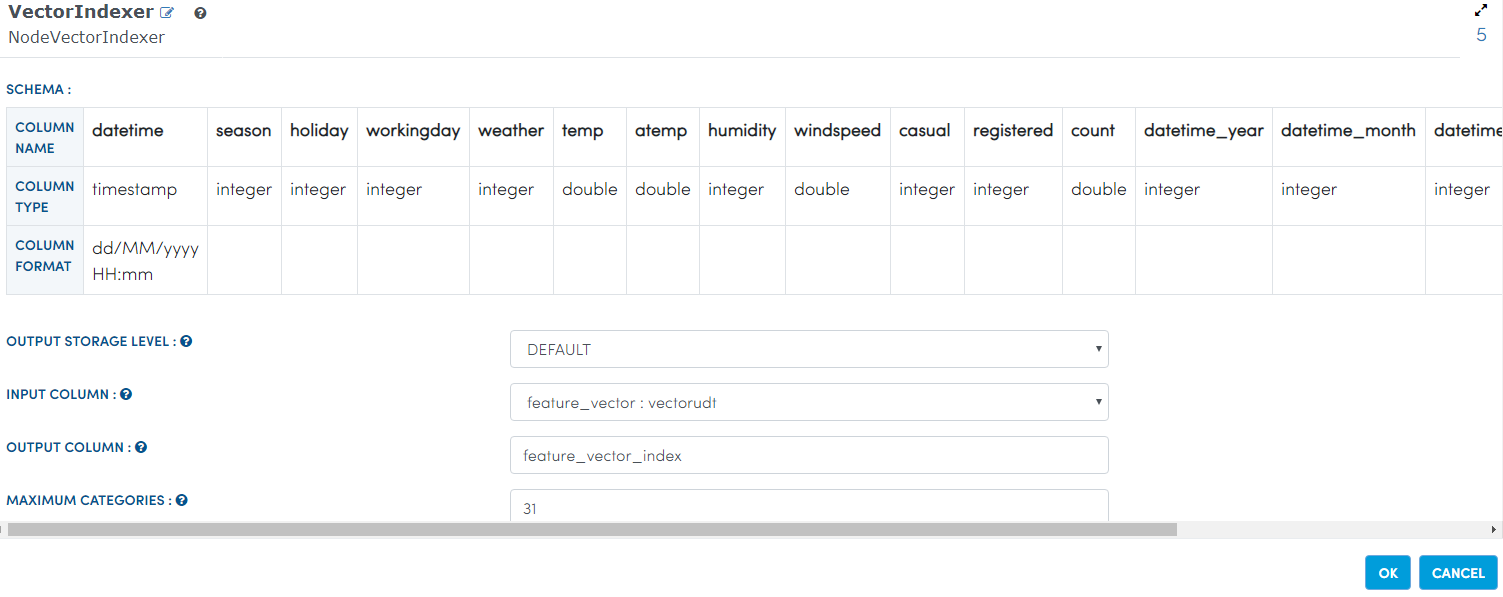 VectorIndexer
NodeVectorIndexer
5
SCHEMA :
COLUMN NAME datetime season holiday workingday weather temp atemp humidity windspeed casual registered count datetime_year datetime_month datetime
COLUMN TYPE timestamp integer integer integer integer double double integer double integer integer double integer integer integer
COLUMN FORMAT dd/MM/yyyy HH:mm
OUTPUT STORAGE LEVEL : DEFAULT
INPUT COLUMN : feature_vector : vectorudt
OUTPUT COLUMN : feature_vector_index
MAXIMUM CATEGORIES : 31
OK CANCEL